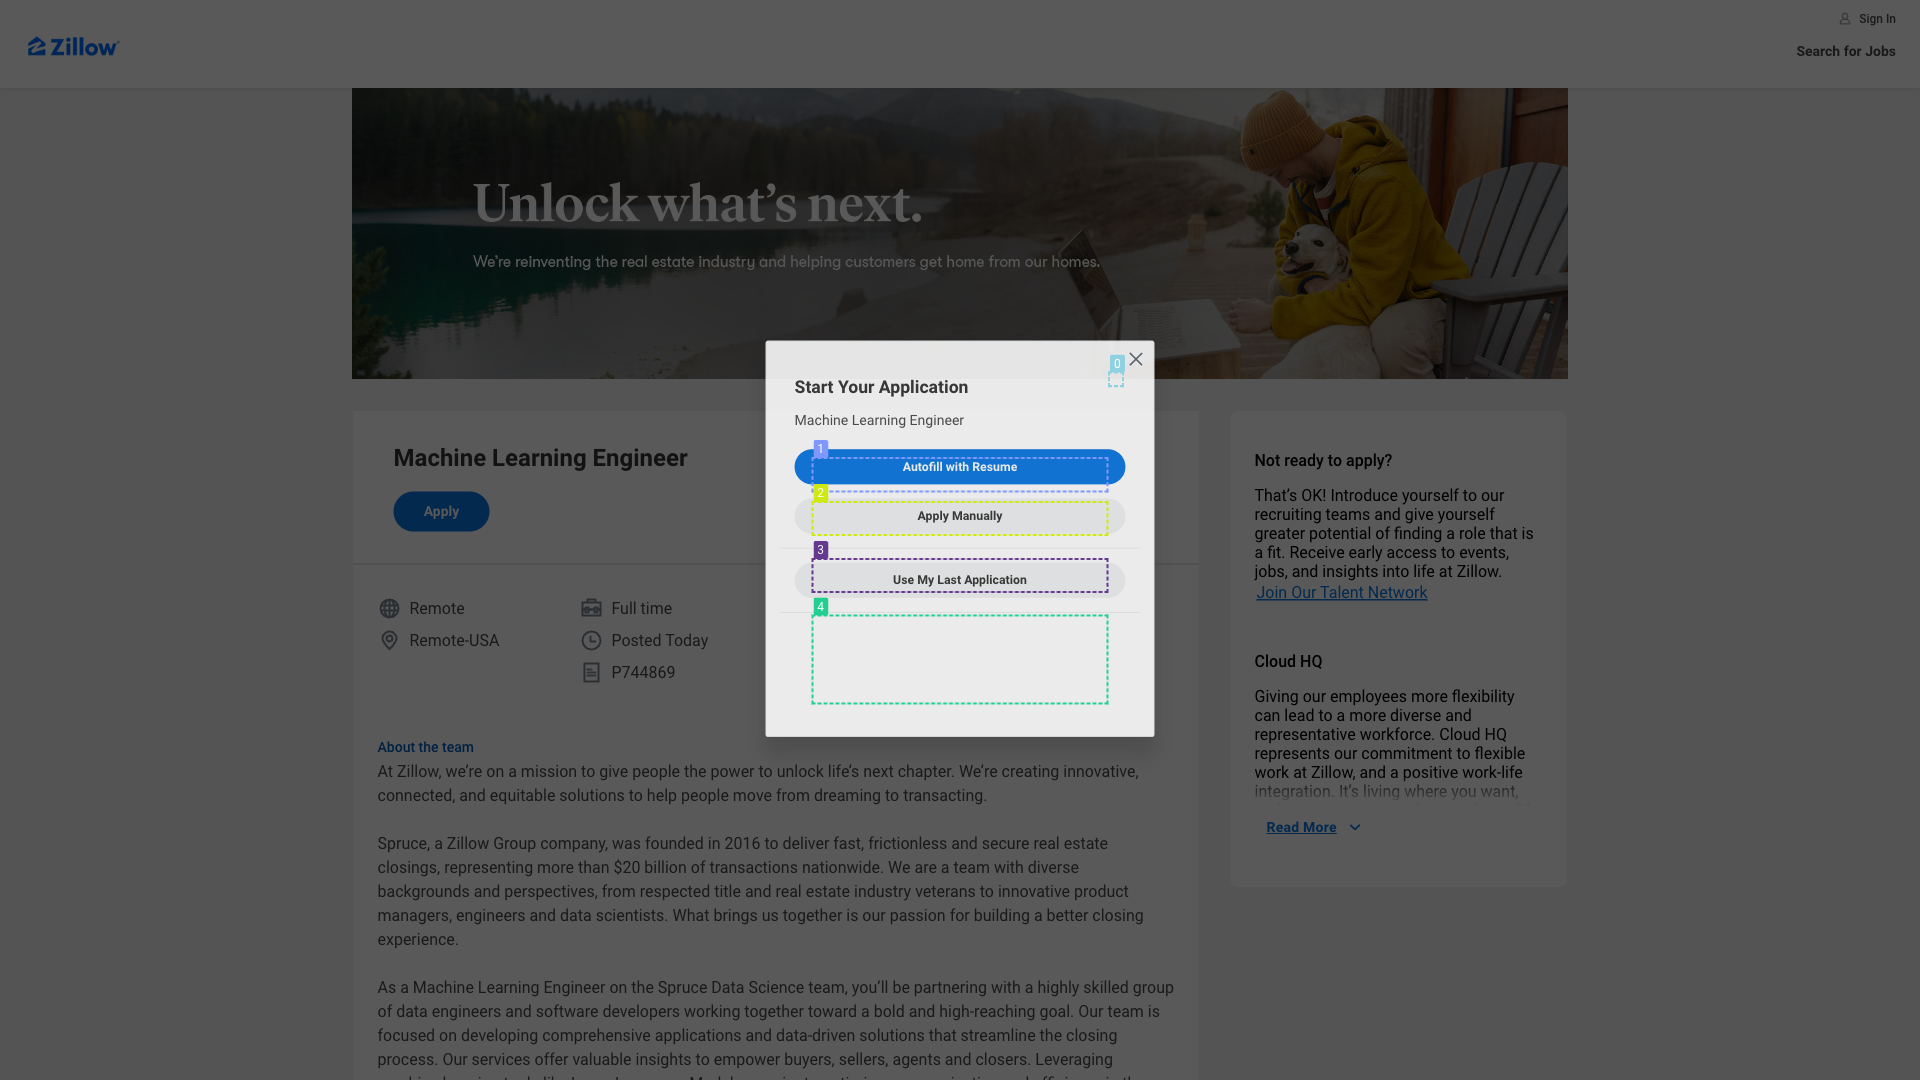 Sign In
Zillow
Search for Jobs
Unlock what's next.
We're reinventing the real estate industry and helping customers get home from our homes.
0
Start Your Application
Machine Learning Engineer
1
Autofill with Resume
2
Apply Manually
3
Use My Last Application
4
Machine Learning Engineer
Apply
Remote
Full time
Remote-USA
Posted Today
P744869
About the team
At Zillow, we're on a mission to give people the power to unlock life's next chapter. We're creating innovative,
connected, and equitable solutions to help people move from dreaming to transacting.
Spruce, a Zillow Group company, was founded in 2016 to deliver fast, frictionless and secure real estate
closings, representing more than $20 billion of transactions nationwide. We are a team with diverse
backgrounds and perspectives, from respected title and real estate industry veterans to innovative product
managers, engineers and data scientists. What brings us together is our passion for building a better closing
experience.
As a Machine Learning Engineer on the Spruce Data Science team, you'll be partnering with a highly skilled group
of data engineers and software developers working together toward a bold and high-reaching goal. Our team is
focused on developing comprehensive applications and data-driven solutions that streamline the closing
process. Our services offer valuable insights to empower buyers, sellers, agents and closers. Leveraging
Not ready to apply?
That's OK! Introduce yourself to our
recruiting teams and give yourself
greater potential of finding a role that is
a fit. Receive early access to events,
jobs, and insights into life at Zillow.
Join Our Talent Network
Cloud HQ
Giving our employees more flexibility
can lead to a more diverse and
representative workforce. Cloud HQ
represents our commitment to flexible
work at Zillow, and a positive work-life
integration. It's living where you want,
Read More